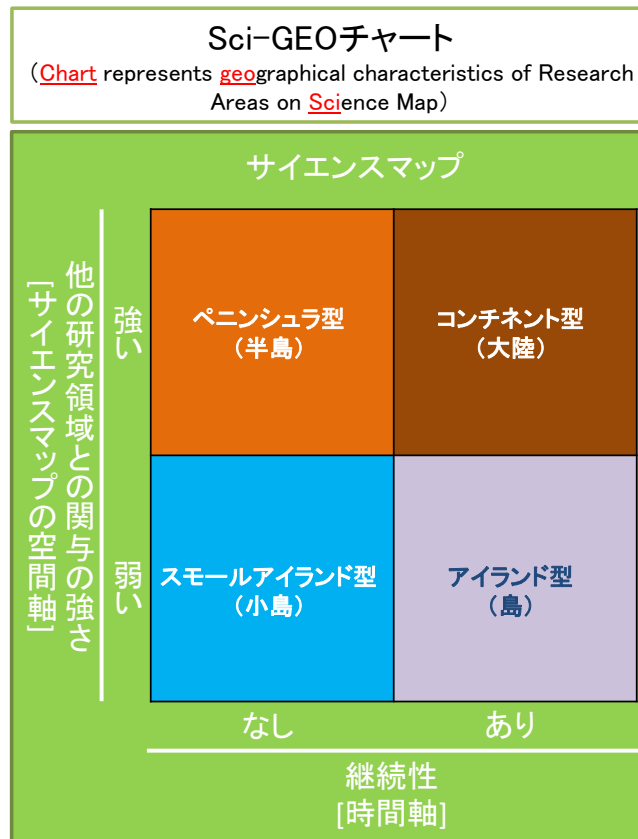 Sci-GEOチャート
（Chart represents geographical characteristics of Research
Areas on Science Map）
サイエンスマップ
他の研究領域との関与の強さ
[サイエンスマップの空間軸]
強い
弱い
ペニンシュラ型
（半島）
コンチネント型
（大陸）
スモールアイランド型
（小島）
アイランド型
（島）
なし
あり
継続性
[時間軸]